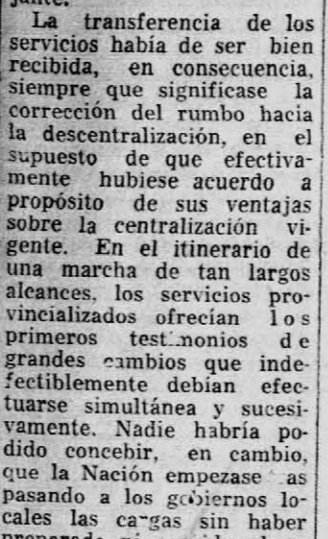 La transferencia de los
servicios había de ser bien
recibida, en consecuencia,
siempre que significase la
corrección del rumbo hacia
la descentralización, en el
supuesto de que efectiva-
mente hubiese acuerdo a
propósito de sus ventajas
sobre la centralización vi-
gente. En el itinerario de
una marcha de tan largos
alcances, los servicios pro-
vincializados ofrecían los
primeros testimonios de
grandes cambios que inde-
fectiblemente debían efec-
tuarse simultánea y sucesi-
vamente. Nadie habría po-
dido concebir, en cambio,
que la Nación empezase as
pasando a los gobiernos lo-
cales las cargas sin haber